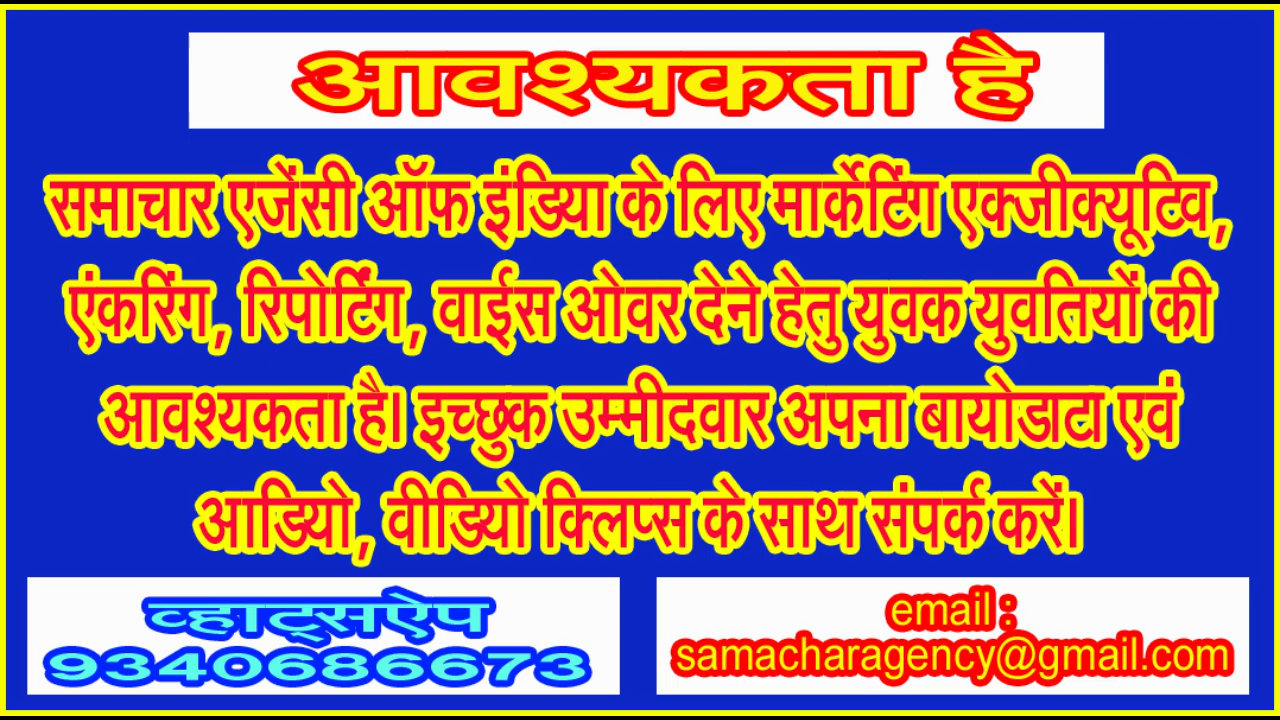 आवश्यकता है
समाचार एजेंसी ऑफ इंडिया के लिए मार्केटिंग एक्जीक्यूटिव,
एंकरिंग, रिपोर्टिंग, वाईस ओवर देने हेतु युवक युवतियों की
आवश्यकता है। इच्छुक उम्मीदवार अपना बायोडाटा एवं
आडियो, वीडियो क्लिप्स के साथ संपर्क करें।
व्हाट्सऐप
9340686673
email :
samacharagency@gmail.com